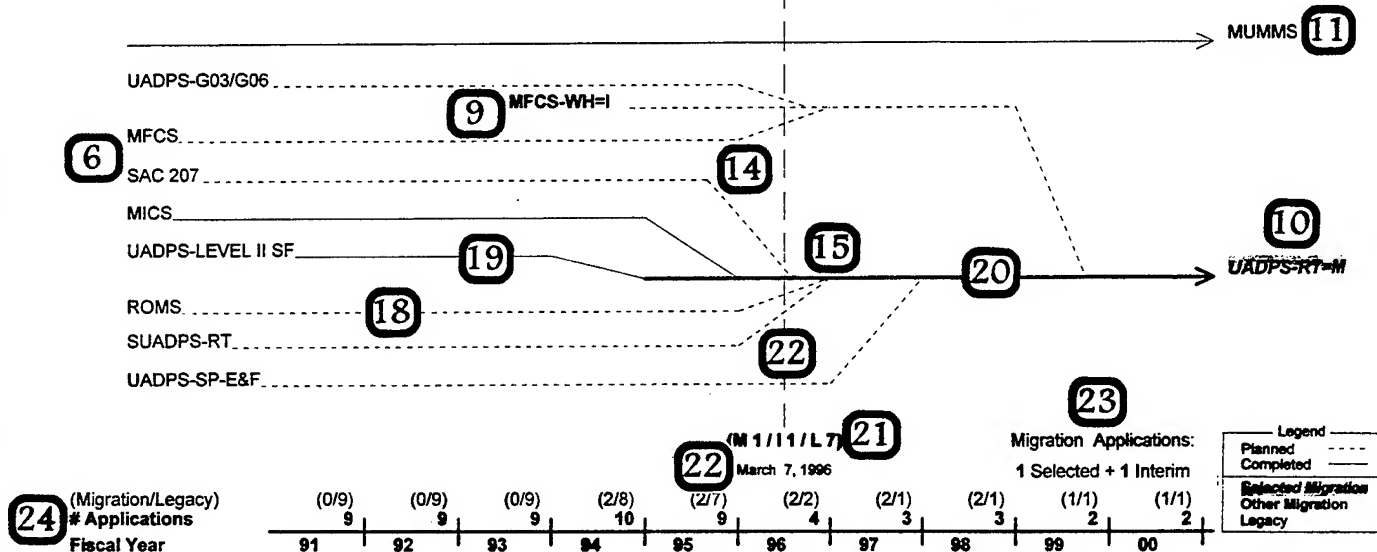 MUMMS 11
UADPS-G03/G06
9 MFCS-WH=I
MFCS
6
14
SAC 207
MICS
10
15
UADPS-LEVEL II SF 19
20 UADPS-RT=M
ROMS 18
SUADPS-RT
22
UADPS-SP-E&F
23
(M 1 / I 1 / L 7) 21
Migration Applications:
22 March 7, 1996
1 Selected + 1 Interim
Legend
Planned
Completed
Selected Migration
Other Migration
Legacy
24 (Migration/Legacy) (0/9) (0/9) (0/9) (2/8) (2/7) (2/2) (2/1) (2/1) (1/1) (1/1)
# Applications 9 9 9 10 9 4 3 3 2 2
Fiscal Year 91 92 93 94 95 96 97 98 99 00